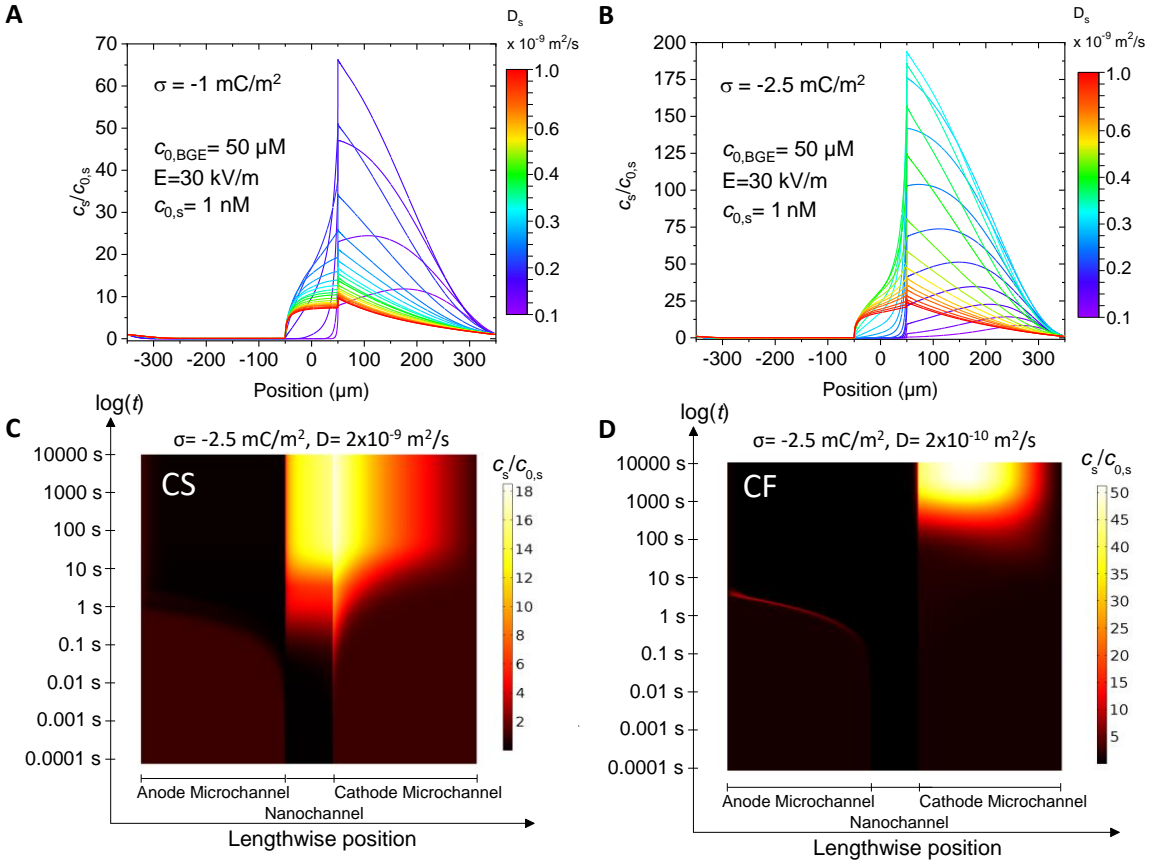 A
D_s
x 10^-9 m²/s
σ = -1 mC/m²
c_0,BGE= 50 µM
E=30 kV/m
c_0,s= 1 nM
c_s/c_0,s
70
60
50
40
30
20
10
0
-300 -200 -100 0 100 200 300
Position (µm)
1.0
0.6
0.4
0.3
0.2
0.1
B
D_s
x 10^-9 m²/s
σ = -2.5 mC/m²
c_0,BGE= 50 µM
E=30 kV/m
c_0,s= 1 nM
c_s/c_0,s
200
175
150
125
100
75
50
25
0
-300 -200 -100 0 100 200 300
Position (µm)
1.0
0.6
0.4
0.3
0.2
0.1
log(t)
C
σ= -2.5 mC/m², D= 2x10^-9 m²/s
CS
c_s/c_0,s
10000 s
1000 s
100 s
10 s
1 s
0.1 s
0.01 s
0.001 s
0.0001 s
18
16
14
12
10
8
6
4
2
Anode Microchannel Cathode Microchannel
Nanochannel
Lengthwise position
log(t)
D
σ= -2.5 mC/m², D= 2x10^-10 m²/s
CF
c_s/c_0,s
10000 s
1000 s
100 s
10 s
1 s
0.1 s
0.01 s
0.001 s
0.0001 s
50
45
40
35
30
25
20
15
10
5
Anode Microchannel Cathode Microchannel
Nanochannel
Lengthwise position